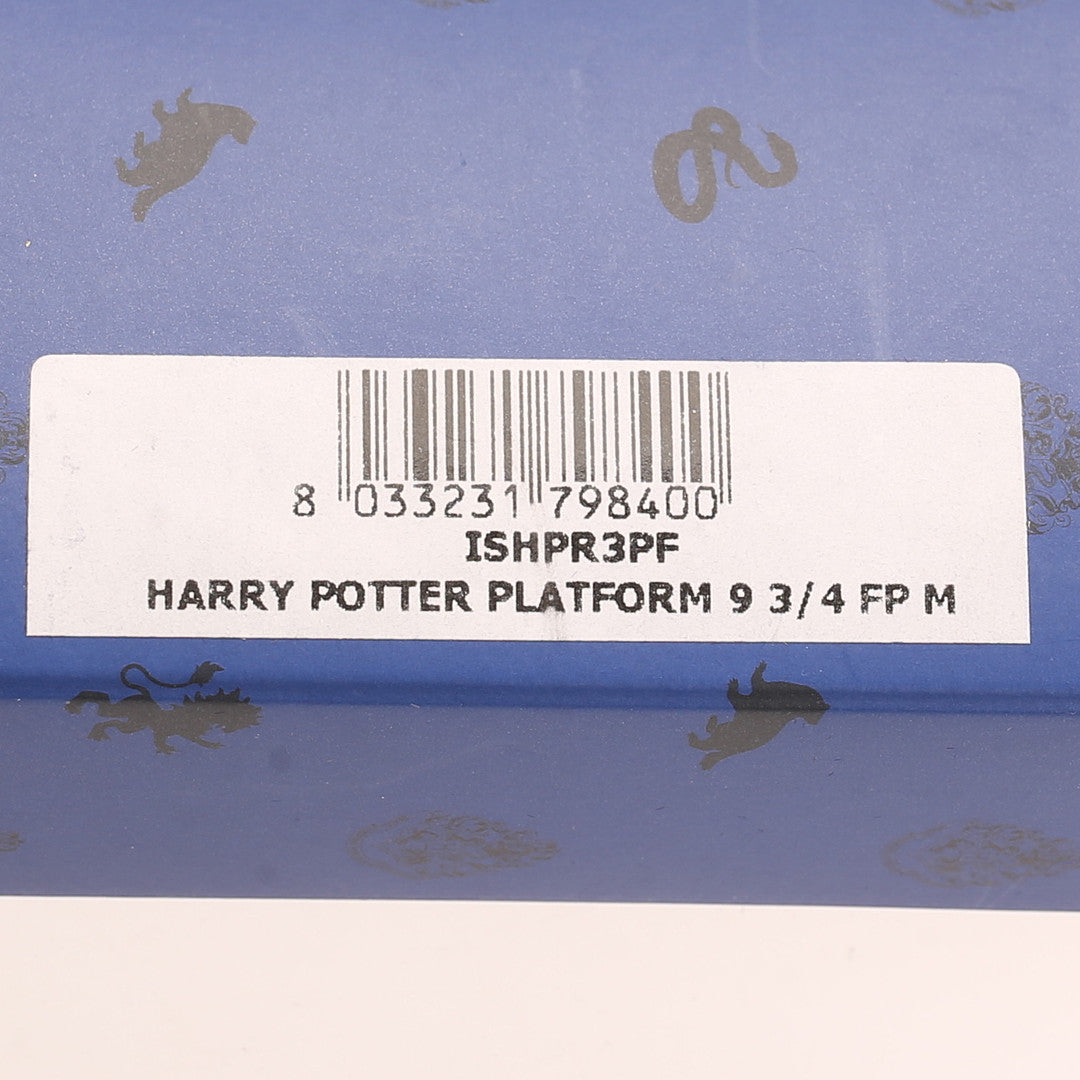 8 033231 798400
ISHPR3PF
HARRY POTTER PLATFORM 9 3/4 FP M